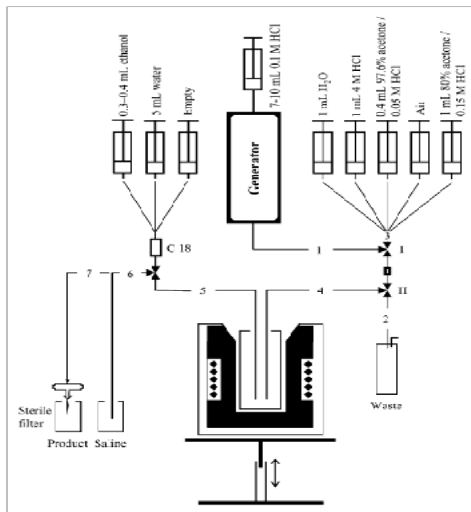 0.3–0.4 mL ethanol
5 mL water
Empty
7-10 mL 0.1 M HCl
1 mL H2O
1 mL 4 M HCl
0.4 mL 97.6% acetone /
0.05 M HCl
Air
1 mL 80% acetone /
0.15 M HCl
Generator
C 18
3
1
I
7
6
5
4
II
2
Waste
Sterile
filter
Product
Saline